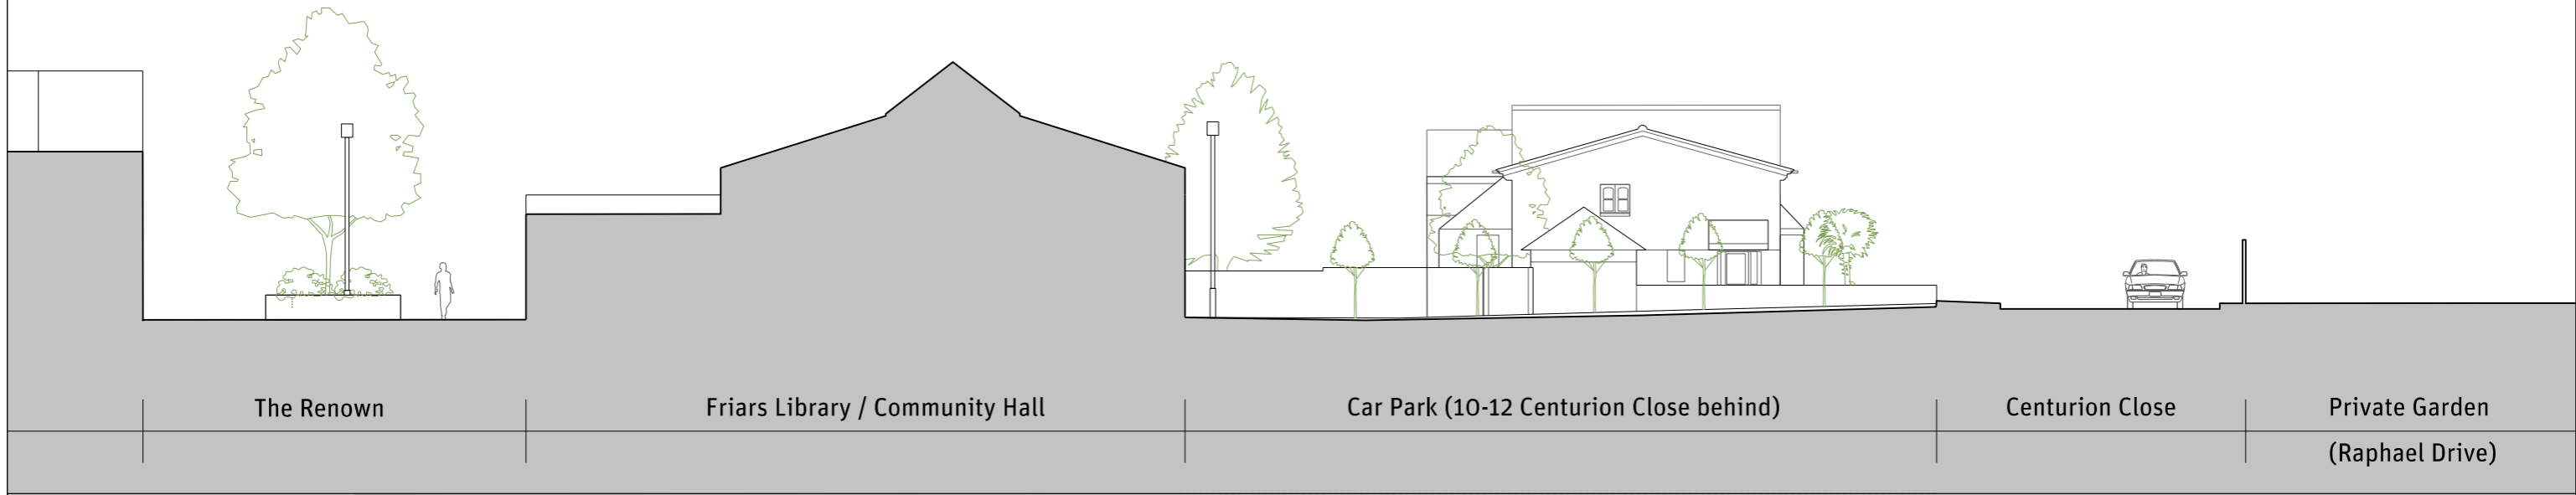 The Renown
Friars Library / Community Hall
Car Park (10-12 Centurion Close behind)
Centurion Close
Private Garden
(Raphael Drive)